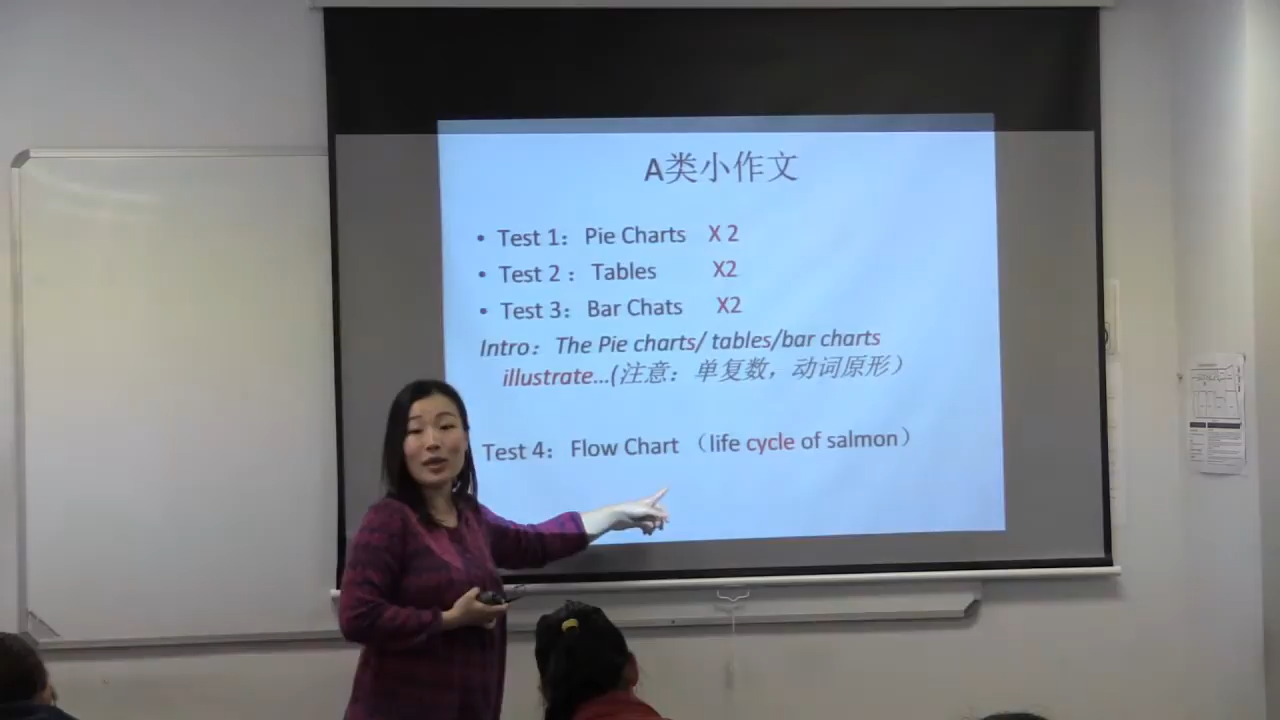 A类小作文
• Test 1：Pie Charts X 2
• Test 2 ：Tables X2
• Test 3：Bar Chats X2
Intro：The Pie charts/ tables/bar charts
illustrate…(注意：单复数，动词原形）
Test 4：Flow Chart （life cycle of salmon）